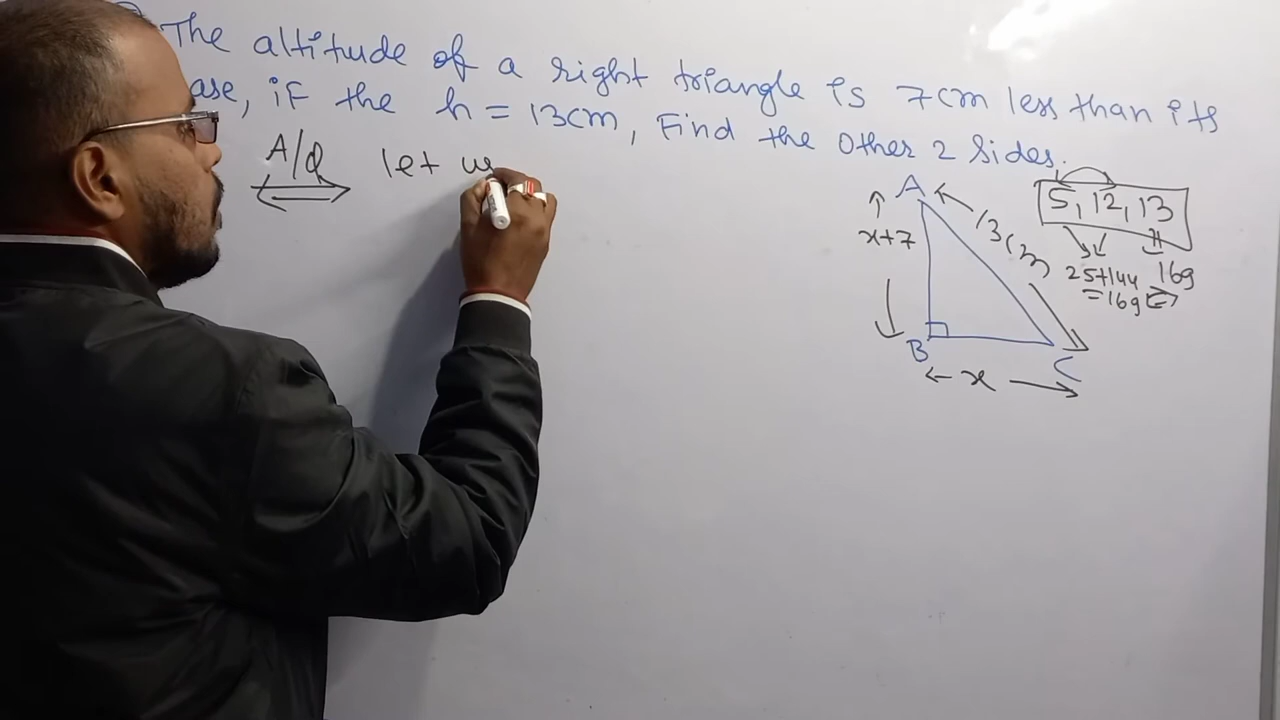 The altitude of a right triangle is 7cm less than its
ase, if the h = 13cm, Find the other 2 sides.
A/Q let us
A
x+7
13cm
B
C
x
5, 12, 13
25+144
=169
169